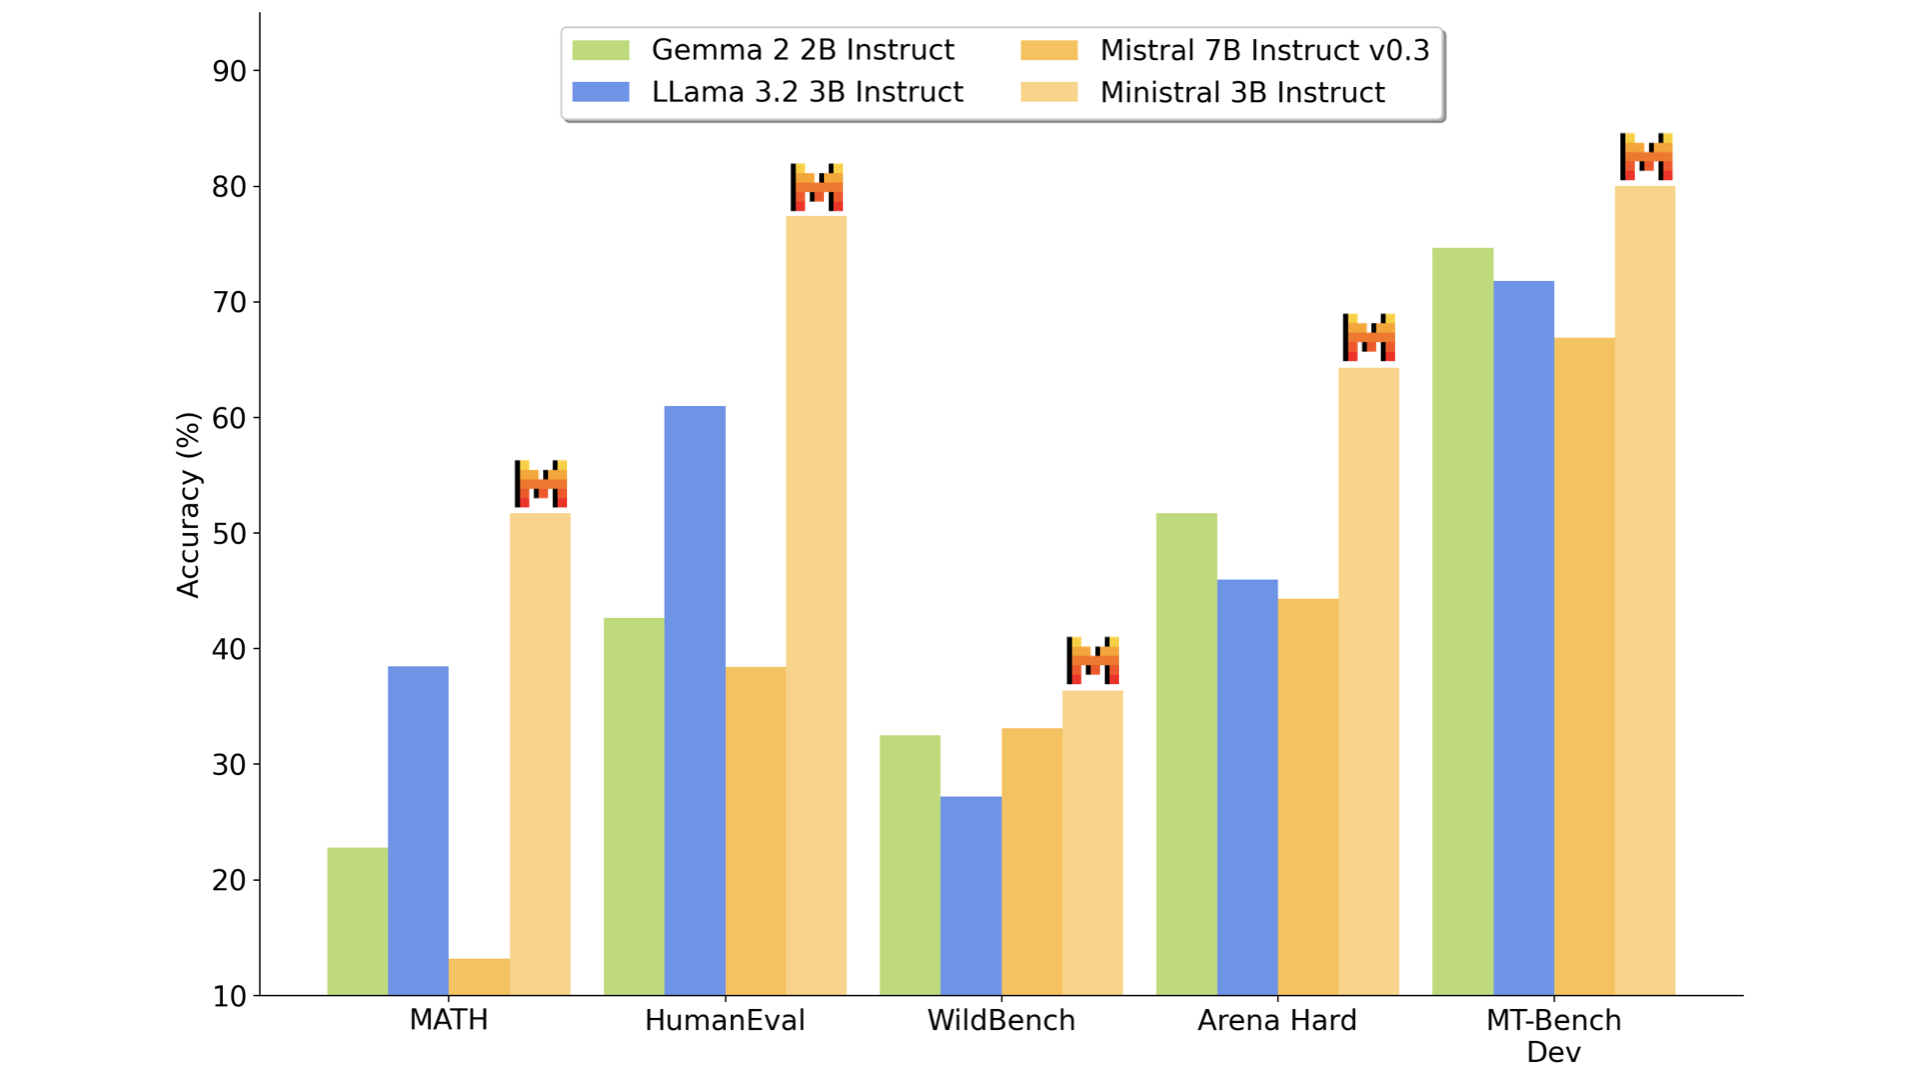 Gemma 2 2B Instruct
LLama 3.2 3B Instruct
Mistral 7B Instruct v0.3
Ministral 3B Instruct
Accuracy (%)
90
80
70
60
50
40
30
20
10
MATH
HumanEval
WildBench
Arena Hard
MT-Bench
Dev